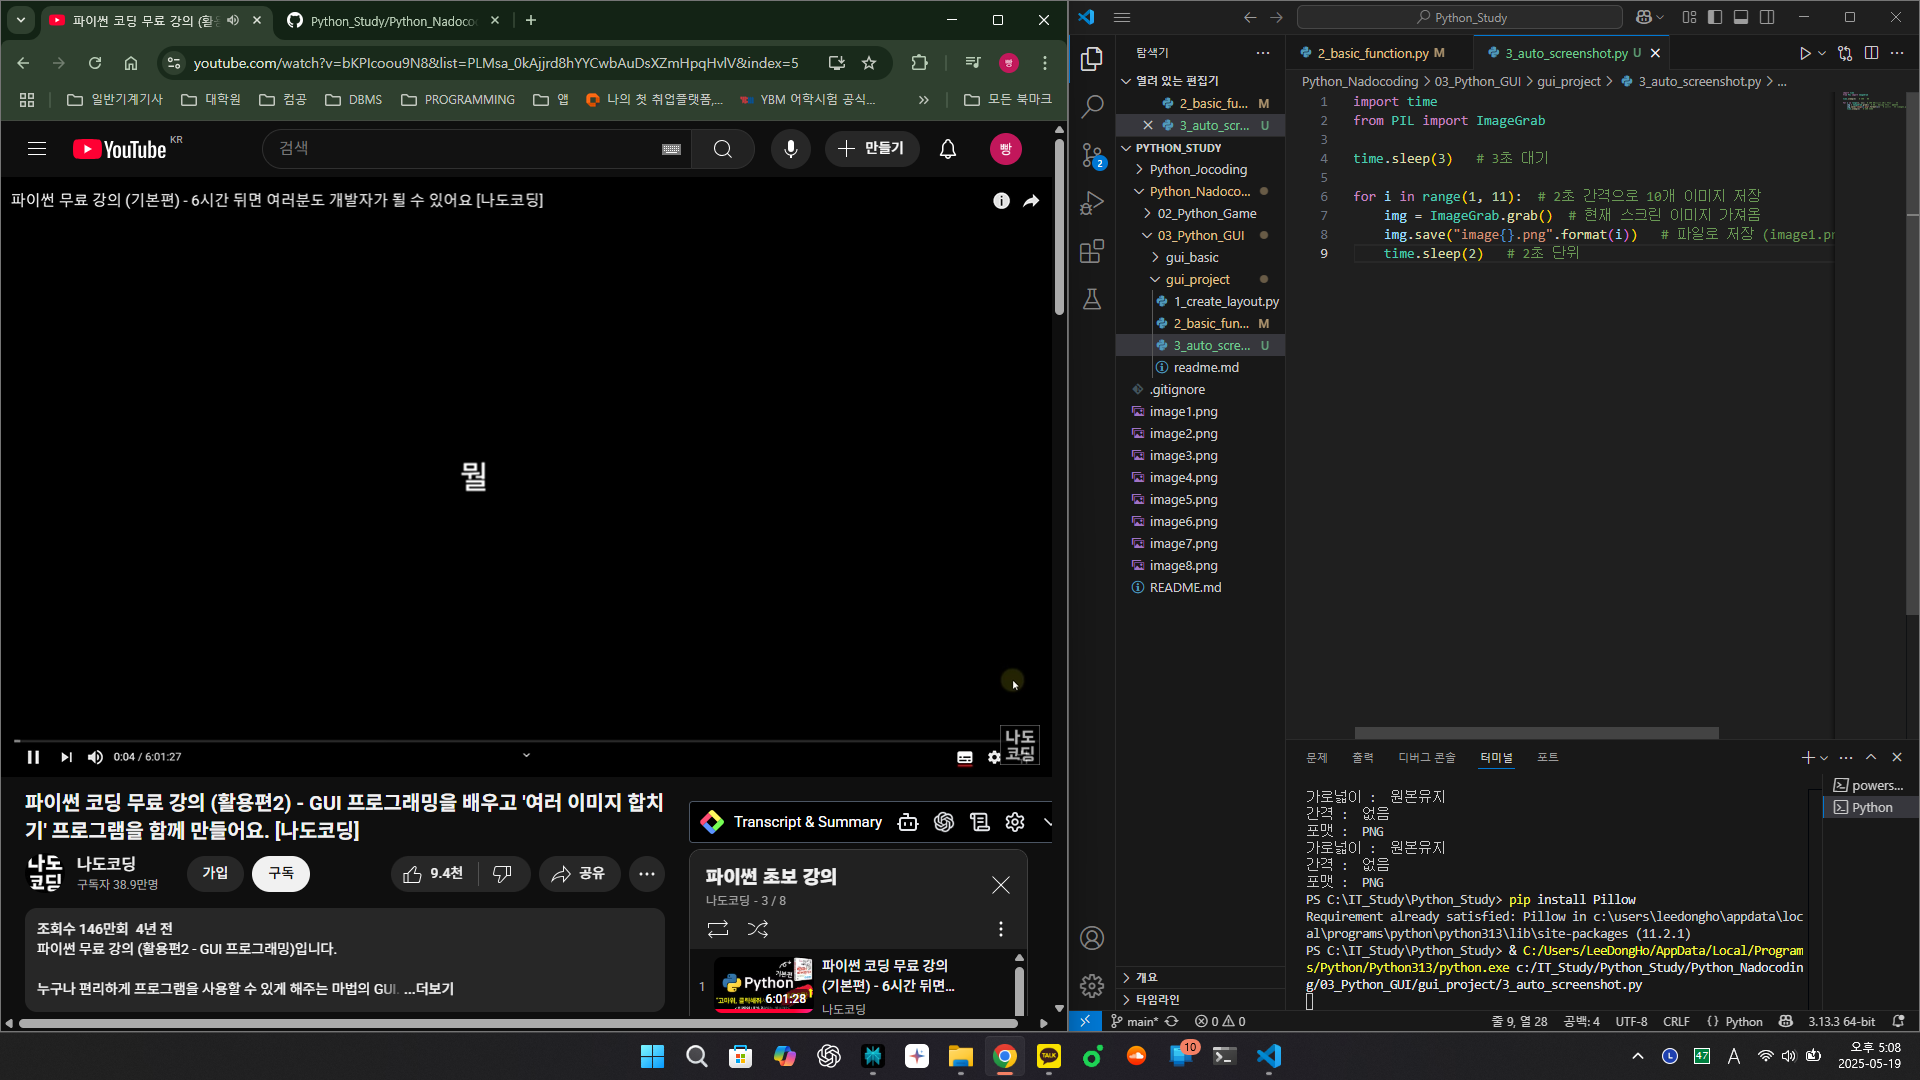 파이썬 코딩 무료 강의 (활
Python_Study/Python_Nadoco
youtube.com/watch?v=bKPIcoou9N8&list=PLMsa_0kAjjrd8hYYCwbAuDsXZmHpqHvlV&index=5
빵
일반기계기사
대학원
컴공
DBMS
PROGRAMMING
앱
나의 첫 취업플랫폼,...
YBM 어학시험 공식...
모든 북마크
YouTube KR
검색
만들기
빵
파이썬 무료 강의 (기본편) - 6시간 뒤면 여러분도 개발자가 될 수 있어요 [나도코딩]
뭘
나도
코딩
0:04 / 6:01:27
파이썬 코딩 무료 강의 (활용편2) - GUI 프로그래밍을 배우고 '여러 이미지 합치
기' 프로그램을 함께 만들어요. [나도코딩]
나도
코딩
나도코딩
구독자 38.9만명
가입
구독
9.4천
공유
조회수 146만회 4년 전
파이썬 무료 강의 (활용편2 - GUI 프로그래밍)입니다.
누구나 편리하게 프로그램을 사용할 수 있게 해주는 마법의 GUI. ...더보기
Transcript & Summary
파이썬 초보 강의
나도코딩 - 3 / 8
1
Python
기본편
6:01:28
파이썬 코딩 무료 강의
(기본편) - 6시간 뒤면...
나도코딩
Python_Study
탐색기
열려 있는 편집기
2_basic_fu... M
3_auto_scr... U
PYTHON_STUDY
Python_Jocoding
Python_Nadoco...
02_Python_Game
03_Python_GUI
gui_basic
gui_project
1_create_layout.py
2_basic_fun... M
3_auto_scre... U
readme.md
.gitignore
image1.png
image2.png
image3.png
image4.png
image5.png
image6.png
image7.png
image8.png
README.md
개요
타임라인
2
2_basic_function.py M
3_auto_screenshot.py U
Python_Nadocoding > 03_Python_GUI > gui_project > 3_auto_screenshot.py > ...
1 import time
2 from PIL import ImageGrab
3
4 time.sleep(3) # 3초 대기
5
6 for i in range(1, 11): # 2초 간격으로 10개 이미지 저장
7 img = ImageGrab.grab() # 현재 스크린 이미지 가져옴
8 img.save("image{}.png".format(i)) # 파일로 저장 (image1.pn
9 time.sleep(2) # 2초 단위
문제
출력
디버그 콘솔
터미널
포트
가로넓이 : 원본유지
간격 : 없음
포맷 : PNG
가로넓이 : 원본유지
간격 : 없음
포맷 : PNG
PS C:\IT_Study\Python_Study> pip install Pillow
Requirement already satisfied: Pillow in c:\users\leedongho\appdata\loc
al\programs\python\python313\lib\site-packages (11.2.1)
PS C:\IT_Study\Python_Study> & C:/Users/LeeDongHo/AppData/Local/Program
s/Python/Python313/python.exe c:/IT_Study/Python_Study/Python_Nadocodin
g/03_Python_GUI/gui_project/3_auto_screenshot.py
powers...
Python
main*
0 0
줄 9, 열 28
공백: 4
UTF-8
CRLF
Python
3.13.3 64-bit
TALK
10
47
A
오후 5:08
2025-05-19